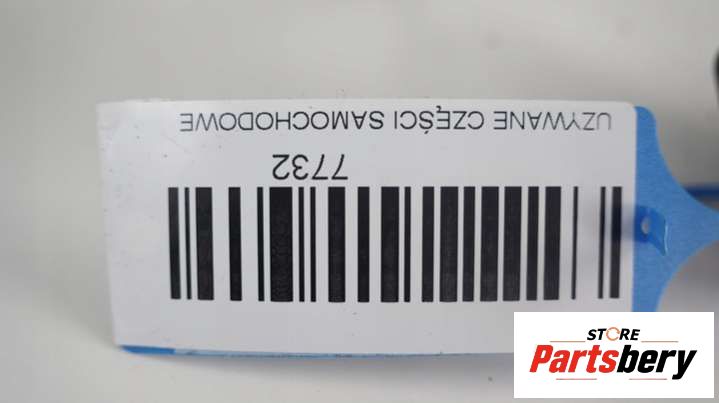 UZYWANE CZĘŚCI SAMOCHODOWE
7732
STORE
Partsbery